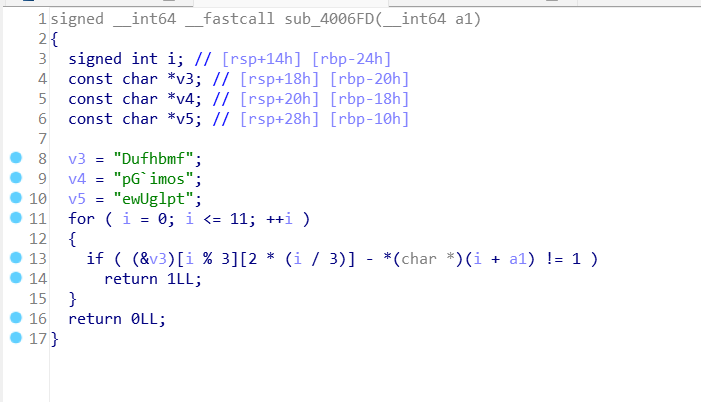 1 signed __int64 __fastcall sub_4006FD(__int64 a1)
2 {
3 signed int i; // [rsp+14h] [rbp-24h]
4 const char *v3; // [rsp+18h] [rbp-20h]
5 const char *v4; // [rsp+20h] [rbp-18h]
6 const char *v5; // [rsp+28h] [rbp-10h]
7
8 v3 = "Dufhbmf";
9 v4 = "pG`imos";
10 v5 = "ewUglpt";
11 for ( i = 0; i <= 11; ++i )
12 {
13 if ( (&v3)[i % 3][2 * (i / 3)] - *(char *)(i + a1) != 1 )
14 return 1LL;
15 }
16 return 0LL;
17 }